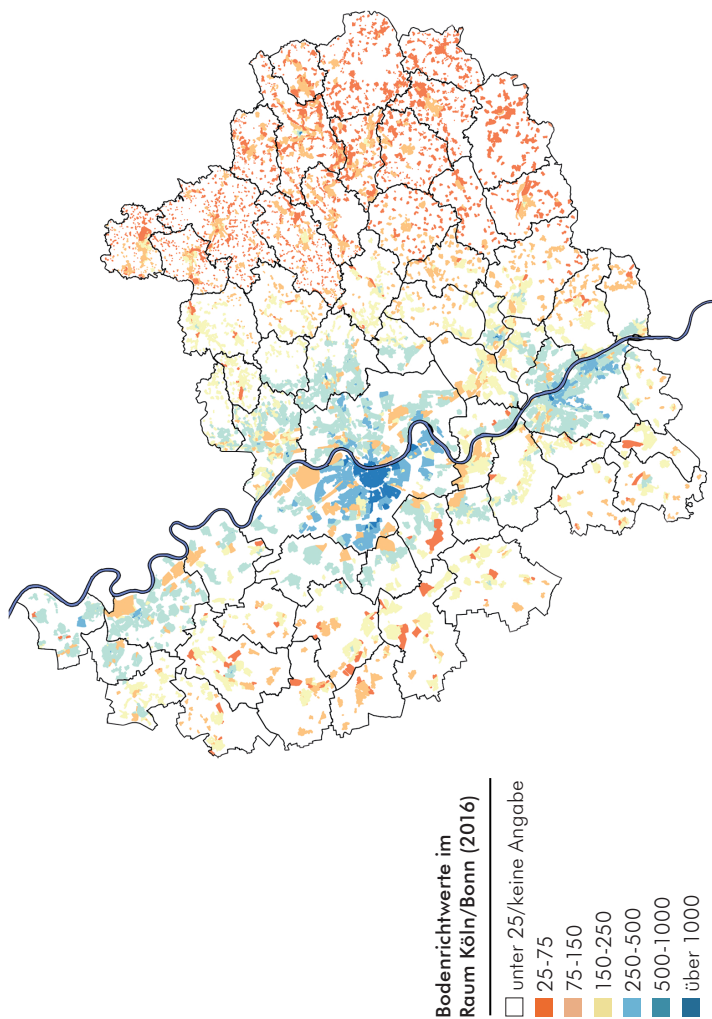 Bodenrichtwerte im
Raum Köln/Bonn (2016)
unter 25/keine Angabe
25-75
75-150
150-250
250-500
500-1000
über 1000